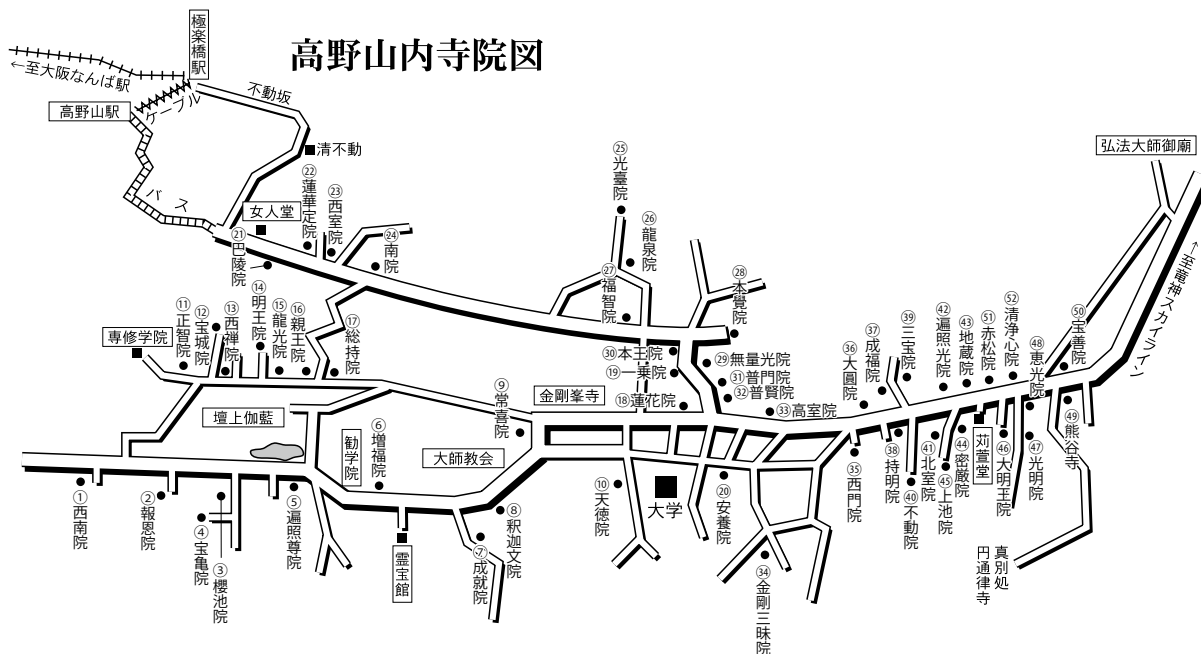 高野山内寺院図
極楽橋駅
←至大阪なんば駅
高野山駅
ケーブル
不動坂
清不動
バス
女人堂
㉑巴陵院
㉒蓮華定院
㉓西室院
㉔南院
㉕光臺院
㉖龍泉院
㉗福智院
㉘本覺院
弘法大師御廟
←至竜神スカイライン
専修学院
⑪正智院
⑫宝城院
⑬西禅院
⑭明王院
⑮龍光院
⑯親王院
⑰総持院
㉚本王院
⑲一乗院
⑱蓮花院
㉙無量光院
㉛普門院
㉜普賢院
㉝高室院
㊱大圓院
㊲成福院
㊴三宝院
㊷遍照光院
㊸地蔵院
51赤松院
52清浄心院
㊽恵光院
㊿宝善院
壇上伽藍
勧学院
⑥増福院
⑨常喜院
大師教会
金剛峯寺
①西南院
②報恩院
④宝亀院
③櫻池院
⑤遍照尊院
霊宝館
⑦成就院
⑧釈迦文院
⑩天徳院
大学
⑳安養院
㉞金剛三昧院
㉟西門院
㊳持明院
㊵不動院
㊶北室院
㊺上池院
㊹密厳院
苅萱堂
㊻大明王院
㊼光明院
㊾熊谷寺
真別処
円通律寺